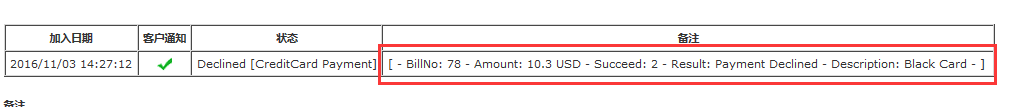 加入日期 客户通知 状态 备注
2016/11/03 14:27:12 Declined [CreditCard Payment] [ - BillNo: 78 - Amount: 10.3 USD - Succeed: 2 - Result: Payment Declined - Description: Black Card - ]
备注